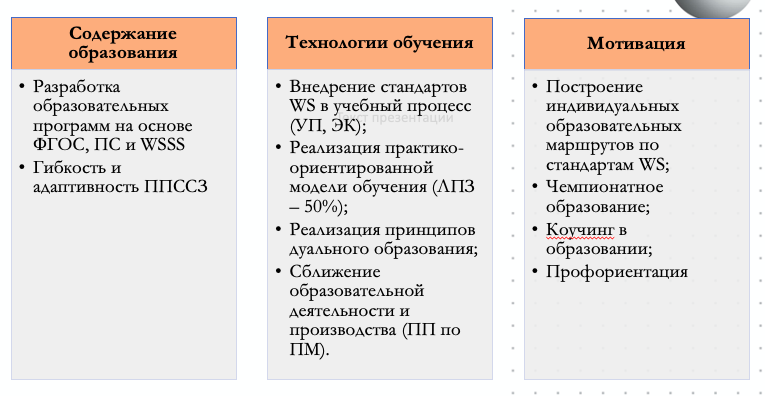 Содержание
образования
• Разработка
образовательных
программ на основе
ФГОС, ПС и WSSS
• Гибкость и
адаптивность ППССЗ
Технологии обучения
• Внедрение стандартов
WS в учебный процесс
(УП, ЭК);
• Реализация практико-
ориентированной
модели обучения (ЛПЗ
– 50%);
• Реализация принципов
дуального образования;
• Сближение
образовательной
деятельности и
производства (ПП по
ПМ).
Текст презентации
Мотивация
• Построение
индивидуальных
образовательных
маршрутов по
стандартам WS;
• Чемпионатное
образование;
• Коучинг в
образовании;
• Профориентация